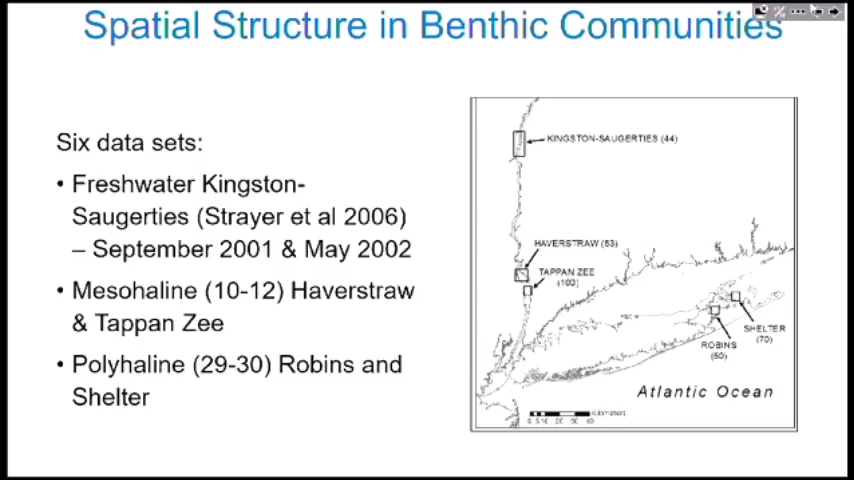 Spatial Structure in Benthic Communities
Six data sets:
• Freshwater Kingston-
Saugerties (Strayer et al 2006)
– September 2001 & May 2002
• Mesohaline (10-12) Haverstraw
& Tappan Zee
• Polyhaline (29-30) Robins and
Shelter
KINGSTON-SAUGERTIES (44)
HAVERSTRAW (53)
TAPPAN ZEE
(100)
SHELTER
(70)
ROBINS
(50)
Atlantic Ocean
Kilometers